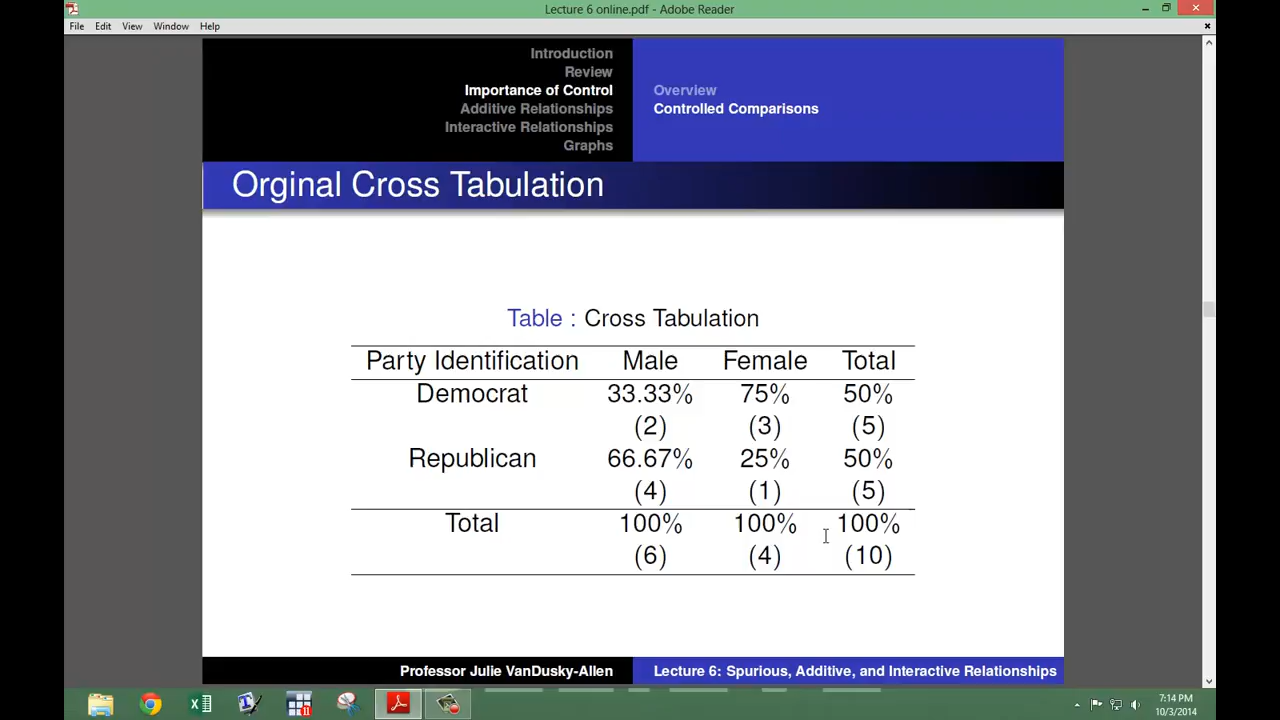 Lecture 6 online.pdf - Adobe Reader
File Edit View Window Help
Introduction
Review
Importance of Control
Additive Relationships
Interactive Relationships
Graphs
Overview
Controlled Comparisons
Orginal Cross Tabulation
Table : Cross Tabulation
Party Identification Male Female Total
Democrat 33.33% 75% 50%
(2) (3) (5)
Republican 66.67% 25% 50%
(4) (1) (5)
Total 100% 100% 100%
(6) (4) (10)
Professor Julie VanDusky-Allen Lecture 6: Spurious, Additive, and Interactive Relationships
7:14 PM
10/3/2014